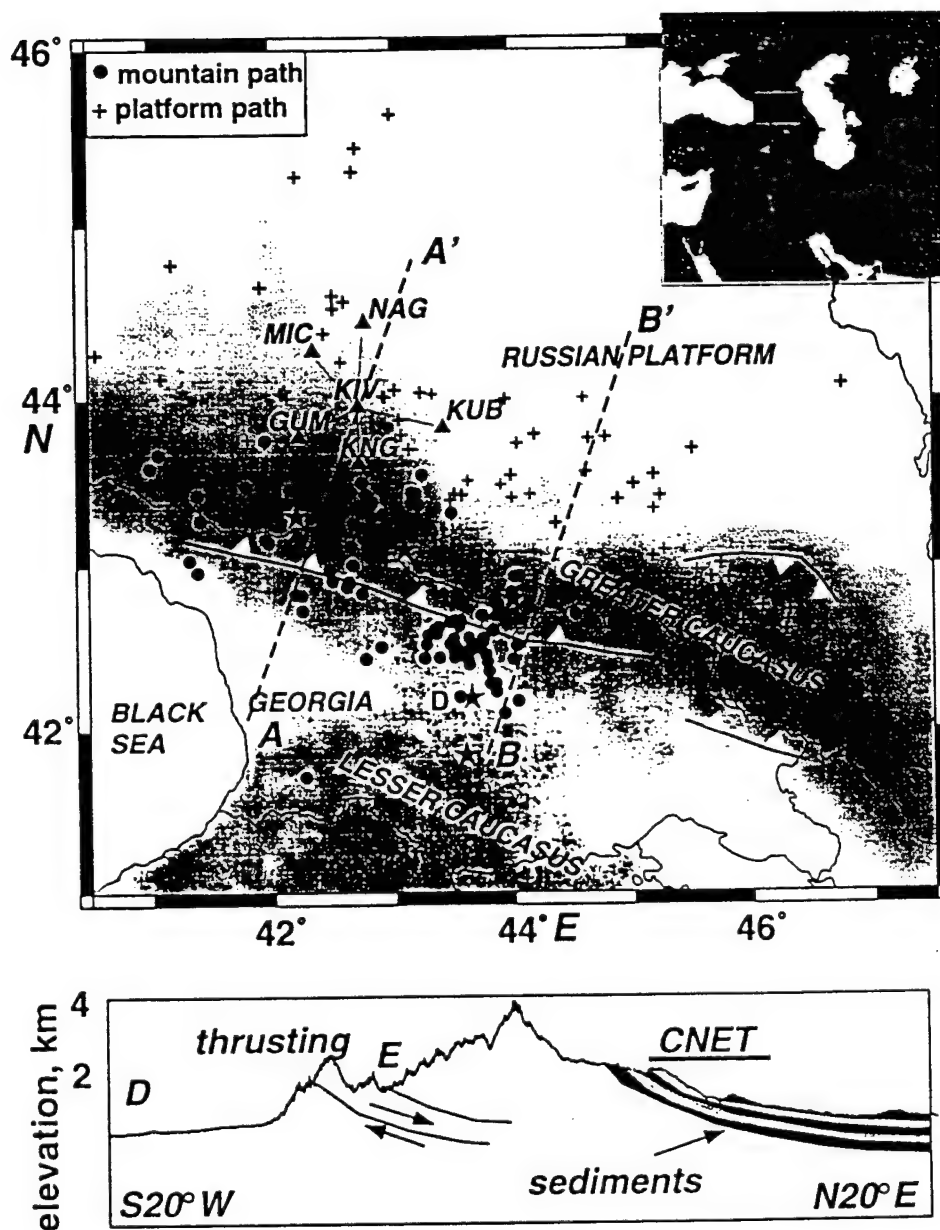 46°
● mountain path
+ platform path
A'
NAG
MIC
B'
RUSSIAN PLATFORM
44°
N
KIV
GUM
KUB
KNG
GREATER CAUCASUS
D
42°
BLACK
SEA
GEORGIA
A
B
LESSER CAUCASUS
42°
44° E
46°
elevation, km
4
2
thrusting
E
CNET
D
sediments
S20°W
N20°E